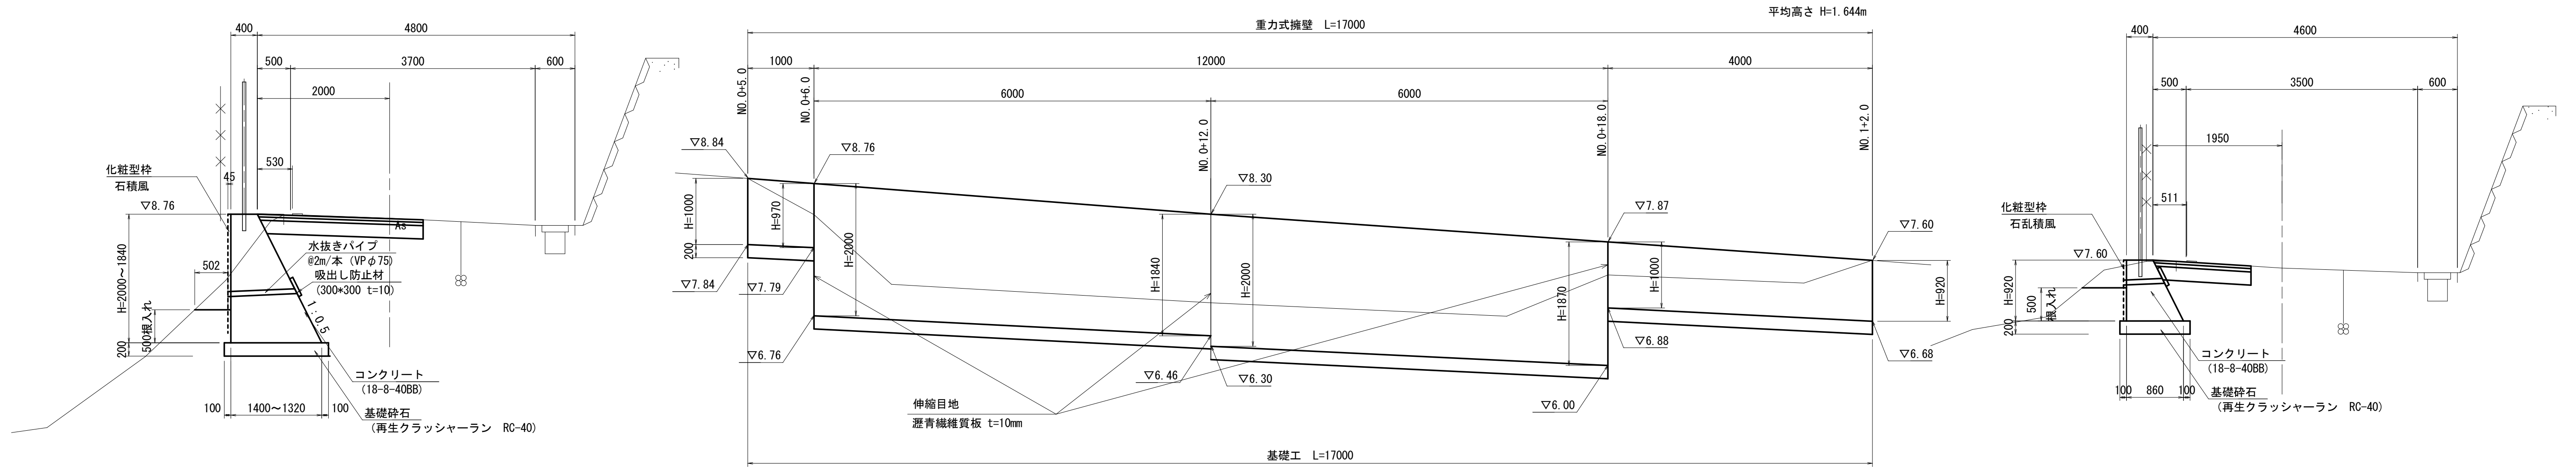 400
4800
500
3700
600
2000
530
45
化粧型枠
石積風
▽8.76
As
水抜きパイプ
@2m/本 (VPφ75)
吸出し防止材
(300*300 t=10)
502
H=2000～1840
500根入れ
200
1:0.5
コンクリート
(18-8-40BB)
基礎砕石
(再生クラッシャーラン RC-40)
100
1400～1320
100
平均高さ H=1.644m
重力式擁壁 L=17000
1000
12000
4000
6000
6000
NO.0+5.0
NO.0+6.0
NO.0+12.0
NO.0+18.0
NO.1+2.0
▽8.84
▽8.76
▽8.30
▽7.87
▽7.60
H=1000
H=970
H=2000
H=1840
H=2000
H=1870
H=1000
H=920
200
▽7.84
▽7.79
▽6.76
▽6.46
▽6.30
▽6.00
▽6.88
▽6.68
伸縮目地
瀝青繊維質板 t=10mm
基礎工 L=17000
400
4600
500
3500
600
1950
511
化粧型枠
石乱積風
▽7.60
H=920
500
根入れ
200
コンクリート
(18-8-40BB)
基礎砕石
(再生クラッシャーラン RC-40)
100
860
100